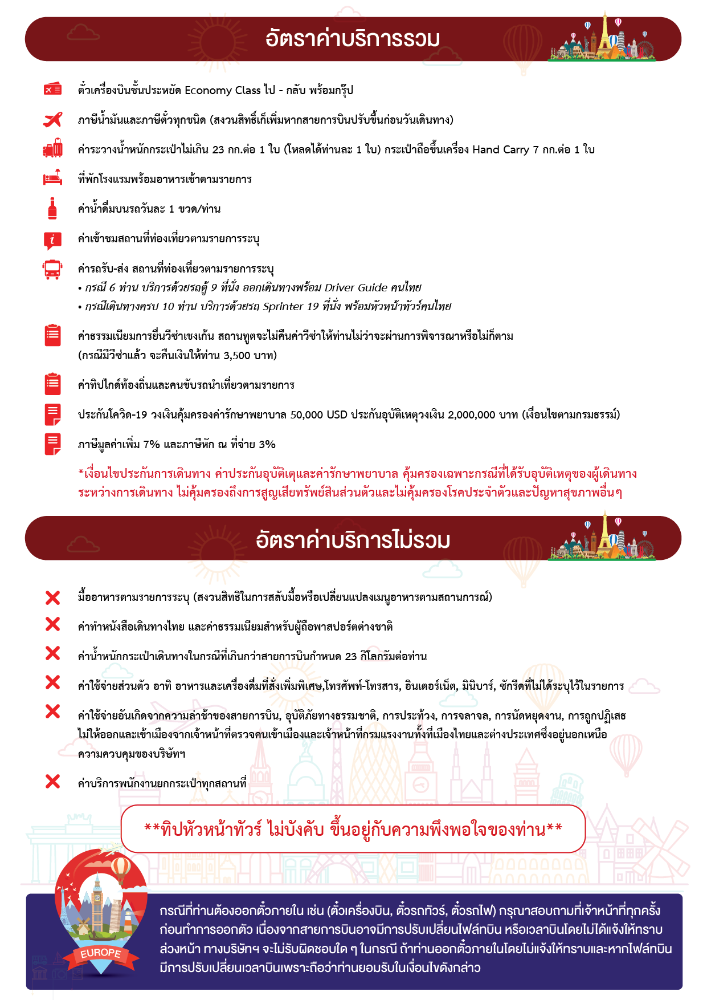 อัตราค่าบริการรวม
ตั๋วเครื่องบินชั้นประหยัด Economy Class ไป - กลับ พร้อมกรุ๊ป
ภาษีน้ำมันและภาษีตั๋วทุกชนิด (สงวนสิทธิ์เก็เพิ่มหากสายการบินปรับขึ้นก่อนวันเดินทาง)
ค่าระวางน้ำหนักกระเป๋าไม่เกิน 23 กก.ต่อ 1 ใบ (โหลดได้ท่านละ 1 ใบ) กระเป๋าถือขึ้นเครื่อง Hand Carry 7 กก.ต่อ 1 ใบ
ที่พักโรงแรมพร้อมอาหารเช้าตามรายการ
ค่าน้ำดื่มบนรถวันละ 1 ขวด/ท่าน
ค่าเข้าชมสถานที่ท่องเที่ยวตามรายการระบุ
ค่ารถรับ-ส่ง สถานที่ท่องเที่ยวตามรายการระบุ
• กรณี 6 ท่าน บริการด้วยรถตู้ 9 ที่นั่ง ออกเดินทางพร้อม Driver Guide คนไทย
• กรณีเดินทางครบ 10 ท่าน บริการด้วยรถ Sprinter 19 ที่นั่ง พร้อมหัวหน้าทัวร์คนไทย
ค่าธรรมเนียมการยื่นวีซ่าเชงเก้น สถานทูตจะไม่คืนค่าวีซ่าให้ท่านไม่ว่าจะผ่านการพิจารณาหรือไม่ก็ตาม
(กรณีมีวีซ่าแล้ว จะคืนเงินให้ท่าน 3,500 บาท)
ค่าทิปไกด์ท้องถิ่นและคนขับรถนำเที่ยวตามรายการ
ประกันโควิด-19 วงเงินคุ้มครองค่ารักษาพยาบาล 50,000 USD ประกันอุบัติเหตุวงเงิน 2,000,000 บาท (เงื่อนไขตามกรมธรรม์)
ภาษีมูลค่าเพิ่ม 7% และภาษีหัก ณ ที่จ่าย 3%
*เงื่อนไขประกันการเดินทาง ค่าประกันอุบัติเตุและค่ารักษาพยาบาล คุ้มครองเฉพาะกรณีที่ได้รับอุบัติเหตุของผู้เดินทาง
ระหว่างการเดินทาง ไม่คุ้มครองถึงการสูญเสียทรัพย์สินส่วนตัวและไม่คุ้มครองโรคประจำตัวและปัญหาสุขภาพอื่นๆ
อัตราค่าบริการไม่รวม
มื้ออาหารตามรายการระบุ (สงวนสิทธิในการสลับมื้อหรือเปลี่ยนแปลงเมนูอาหารตามสถานการณ์)
ค่าทำหนังสือเดินทางไทย และค่าธรรมเนียมสำหรับผู้ถือพาสปอร์ตต่างชาติ
ค่าน้ำหนักกระเป๋าเดินทางในกรณีที่เกินกว่าสายการบินกำหนด 23 กิโลกรัมต่อท่าน
ค่าใช้จ่ายส่วนตัว อาทิ อาหารและเครื่องดื่มที่สั่งเพิ่มพิเศษ,โทรศัพท์-โทรสาร, อินเตอร์เน็ต, มินิบาร์, ซักรีดที่ไม่ได้ระบุไว้ในรายการ
ค่าใช้จ่ายอันเกิดจากความล่าช้าของสายการบิน, อุบัติภัยทางธรรมชาติ, การประท้วง, การจลาจล, การนัดหยุดงาน, การถูกปฏิเสธ
ไม่ให้ออกและเข้าเมืองจากเจ้าหน้าที่ตรวจคนเข้าเมืองและเจ้าหน้าที่กรมแรงงานทั้งที่เมืองไทยและต่างประเทศซึ่งอยู่นอกเหนือ
ความควบคุมของบริษัทฯ
ค่าบริการพนักงานยกกระเป๋าทุกสถานที่
**ทิปหัวหน้าทัวร์ ไม่บังคับ ขึ้นอยู่กับความพึงพอใจของท่าน**
EUROPE
กรณีที่ท่านต้องออกตั๋วภายใน เช่น (ตั๋วเครื่องบิน, ตั๋วรถทัวร์, ตั๋วรถไฟ) กรุณาสอบถามที่เจ้าหน้าที่ทุกครั้ง
ก่อนทำการออกตัว เนื่องจากสายการบินอาจมีการปรับเปลี่ยนไฟล์ทบิน หรือเวลาบินโดยไม่ได้แจ้งให้ทราบ
ล่วงหน้า ทางบริษัทฯ จะไม่รับผิดชอบใด ๆ ในกรณี ถ้าท่านออกตั๋วภายในโดยไม่แจ้งให้ทราบและหากไฟล์ทบิน
มีการปรับเปลี่ยนเวลาบินเพราะถือว่าท่านยอมรับในเงื่อนไขดังกล่าว